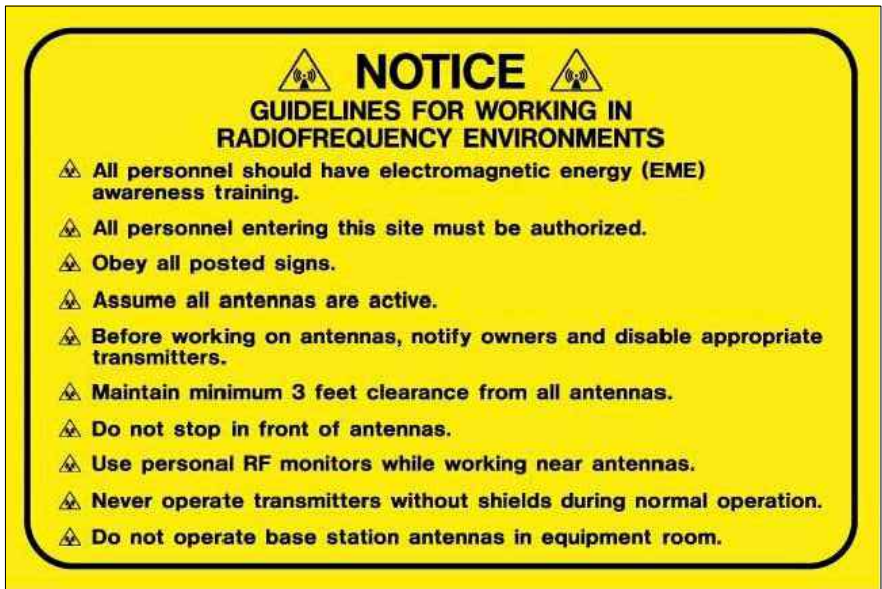 NOTICE
GUIDELINES FOR WORKING IN
RADIOFREQUENCY ENVIRONMENTS
All personnel should have electromagnetic energy (EME)
awareness training.
All personnel entering this site must be authorized.
Obey all posted signs.
Assume all antennas are active.
Before working on antennas, notify owners and disable appropriate
transmitters.
Maintain minimum 3 feet clearance from all antennas.
Do not stop in front of antennas.
Use personal RF monitors while working near antennas.
Never operate transmitters without shields during normal operation.
Do not operate base station antennas in equipment room.